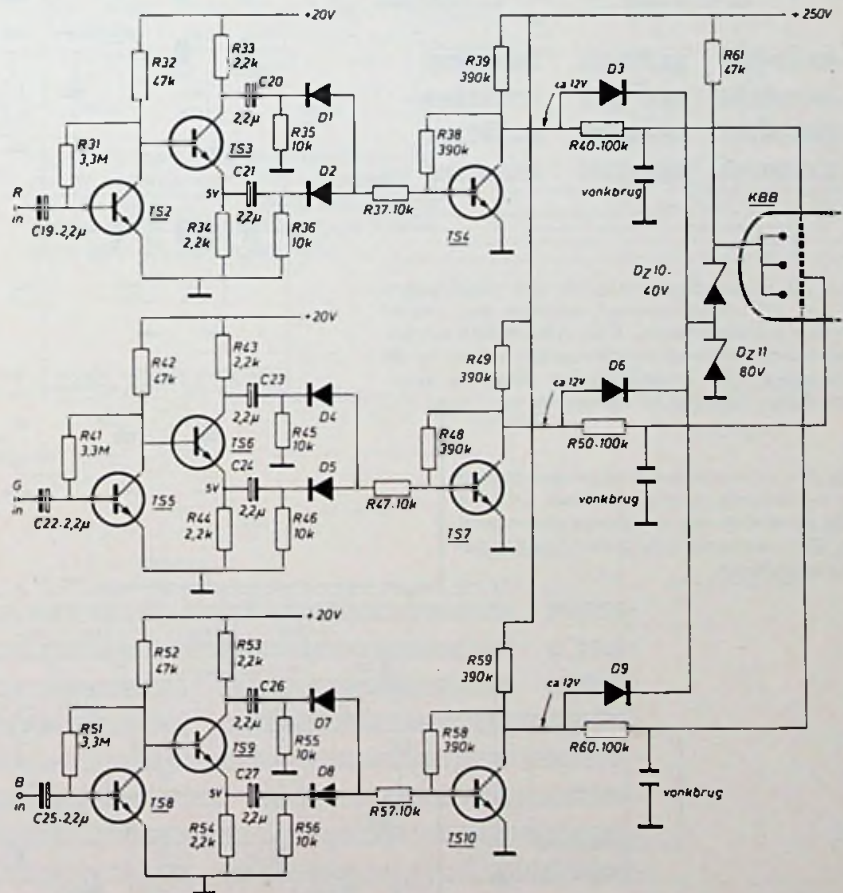 +20V
+250V
R32
47k
R33
2,2k
C20
2,2µ
D1
R31
3,3M
TS3
R35
10k
R
in
C19-2,2µ
TS2
5V
C21
2,2µ
D2
R34
2,2k
R36
10k
R37-10k
R38
390k
R39
390k
TS4
ca 12V
D3
R40-100k
vonkbrug
R61
47k
KBB
DZ10-
40V
DZ11
80V
+20V
R42
47k
R43
2,2k
C23
2,2µ
D4
R41
3,3M
TS6
R45
10k
G
in
C22-2,2µ
TS5
5V
C24
2,2µ
D5
R44
2,2k
R46
10k
R47-10k
R48
390k
R49
390k
TS7
ca 12V
D6
R50-100k
vonkbrug
+20V
R52
47k
R53
2,2k
C26
2,2µ
D7
R51
3,3M
TS9
R55
10k
B
in
C25-2,2µ
TS8
5V
C27
2,2µ
D8
R54
2,2k
R56
10k
R57-10k
R58
390k
R59
390k
TS10
ca 12V
D9
R60-100k
vonkbrug